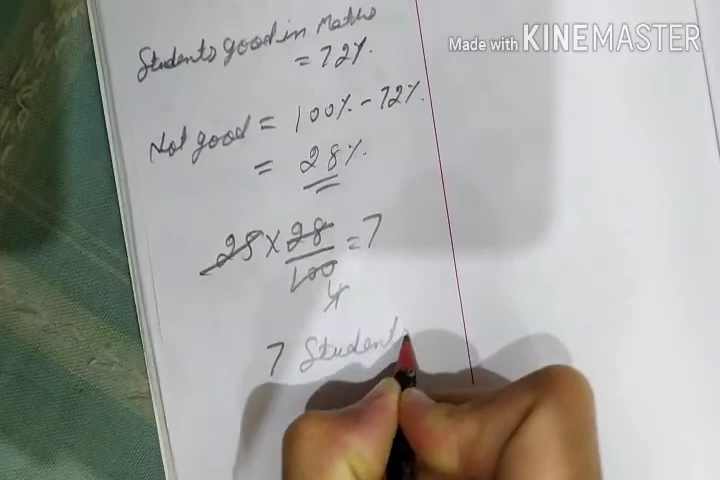 Made with KINEMASTER
Students good in Maths
= 72%.
Not good = 100% - 72%.
= 28%.
25 × 28/100 = 7
4
7 Students